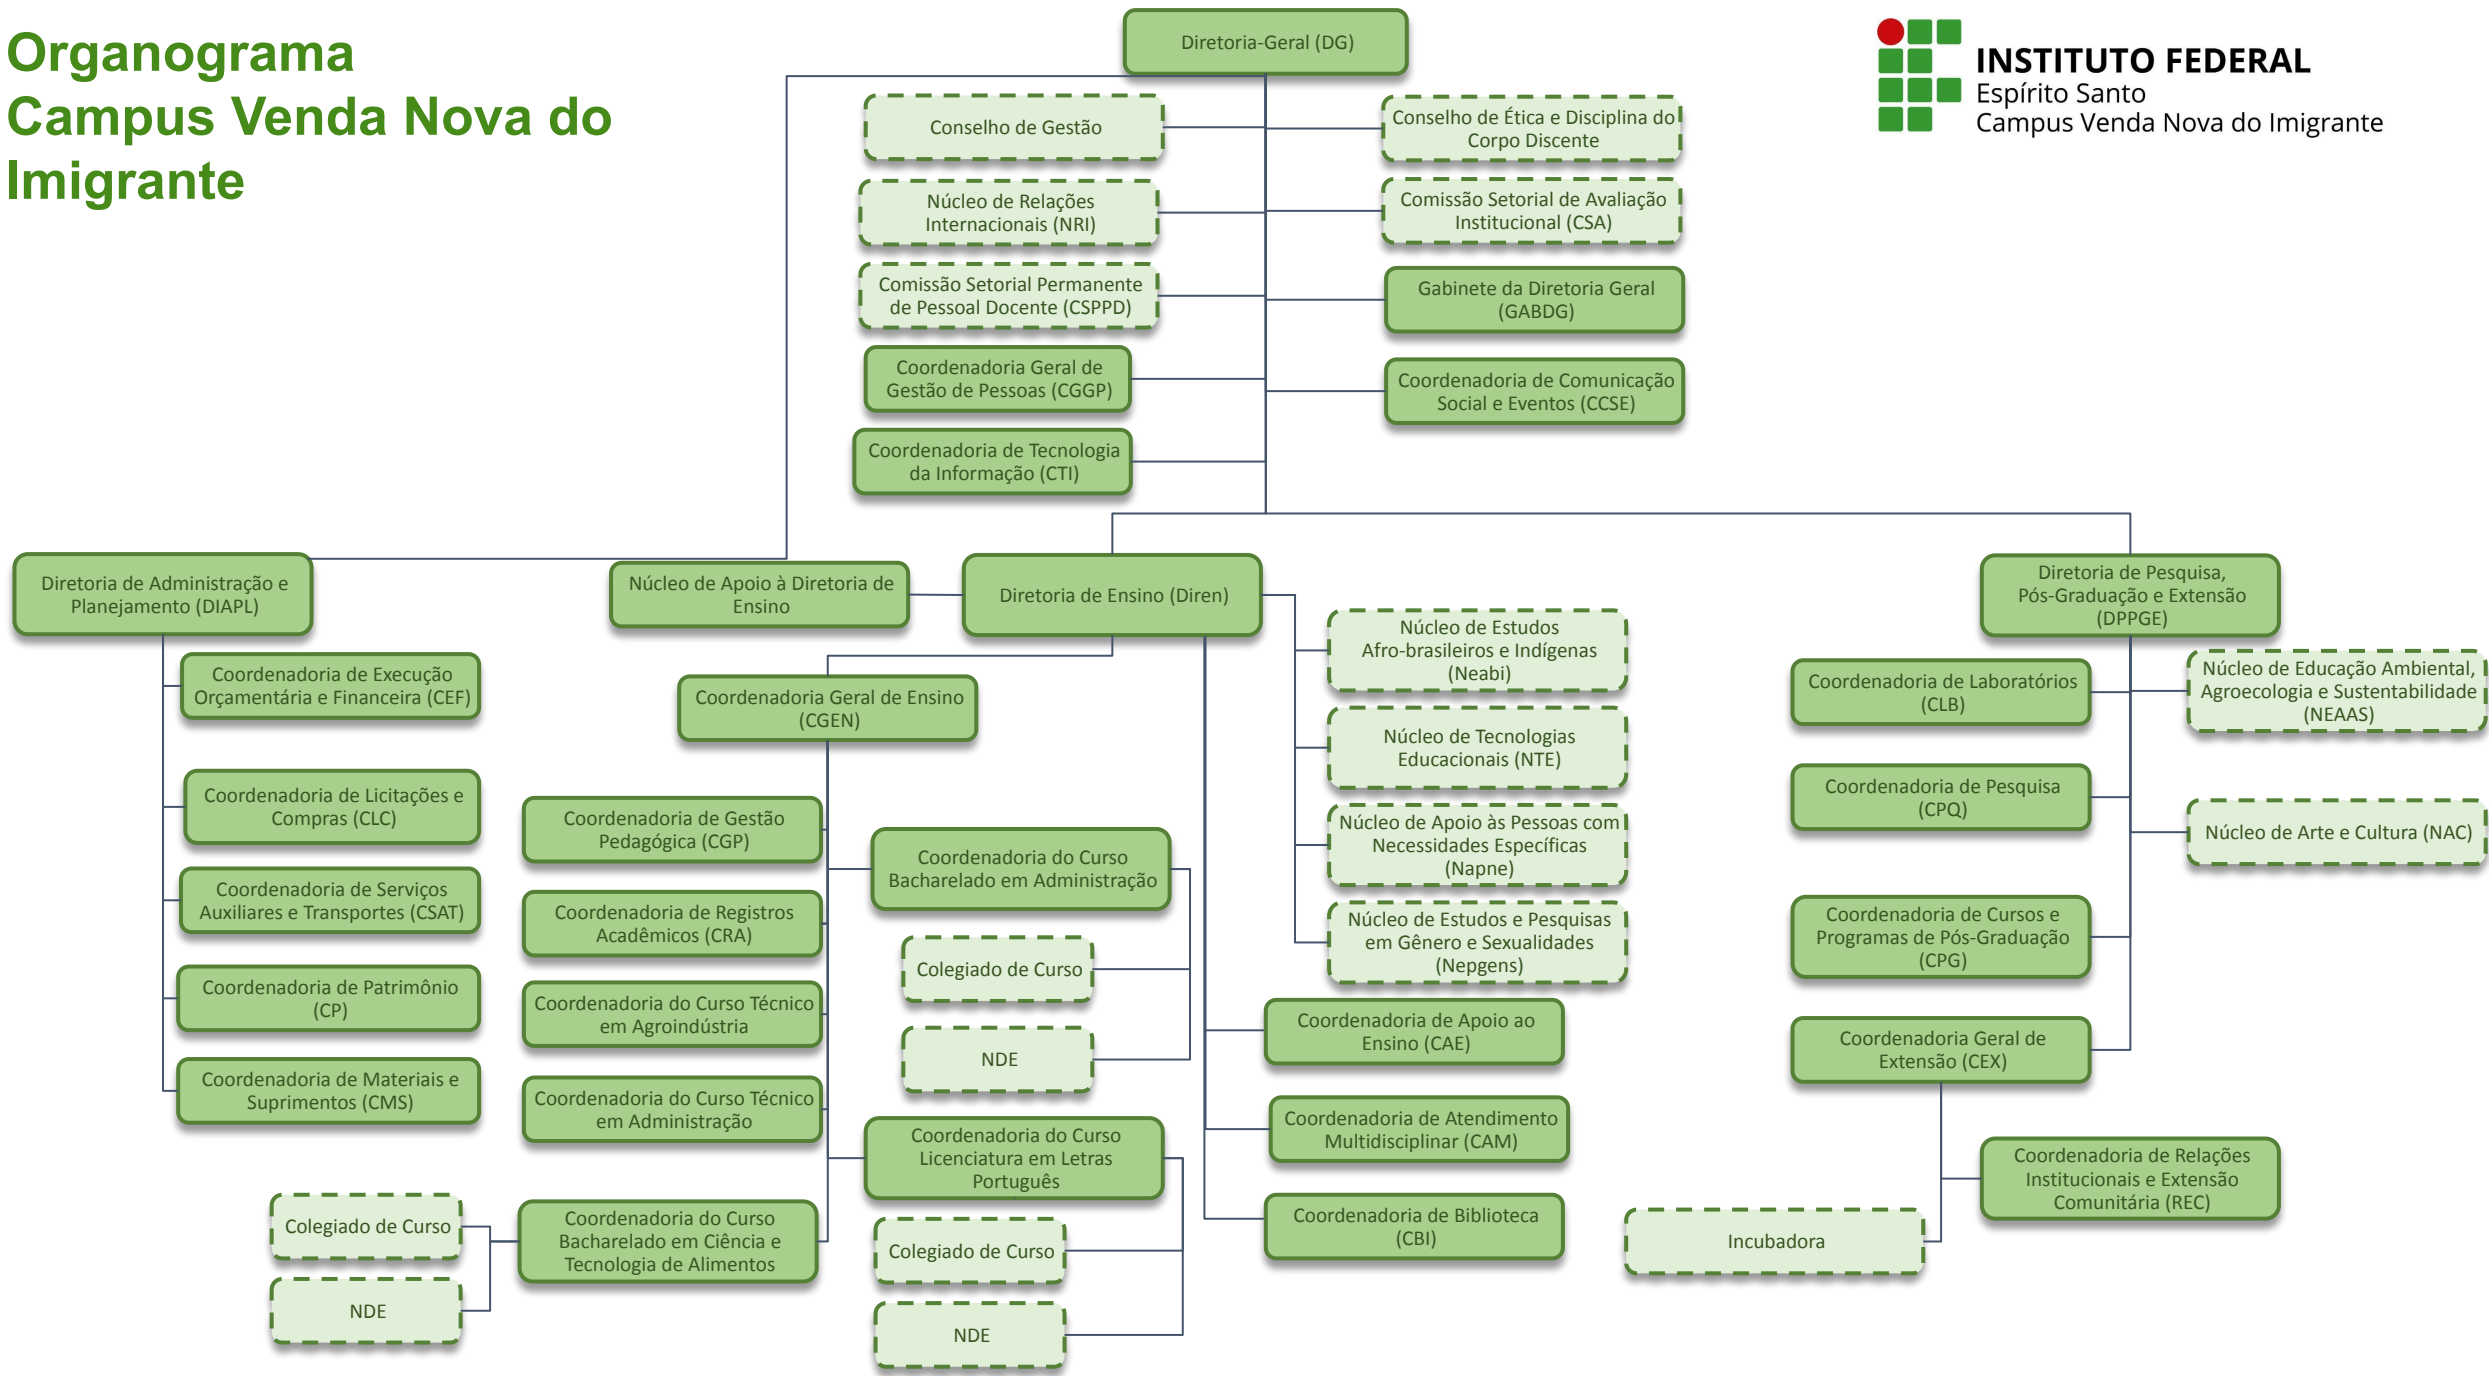 Organograma
Campus Venda Nova do
Imigrante
INSTITUTO FEDERAL
Espírito Santo
Campus Venda Nova do Imigrante
Diretoria-Geral (DG)
Conselho de Gestão
Conselho de Ética e Disciplina do
Corpo Discente
Núcleo de Relações
Internacionais (NRI)
Comissão Setorial de Avaliação
Institucional (CSA)
Comissão Setorial Permanente
de Pessoal Docente (CSPPD)
Gabinete da Diretoria Geral
(GABDG)
Coordenadoria Geral de
Gestão de Pessoas (CGGP)
Coordenadoria de Comunicação
Social e Eventos (CCSE)
Coordenadoria de Tecnologia
da Informação (CTI)
Diretoria de Administração e
Planejamento (DIAPL)
Coordenadoria de Execução
Orçamentária e Financeira (CEF)
Coordenadoria de Licitações e
Compras (CLC)
Coordenadoria de Serviços
Auxiliares e Transportes (CSAT)
Coordenadoria de Patrimônio
(CP)
Coordenadoria de Materiais e
Suprimentos (CMS)
Núcleo de Apoio à Diretoria de
Ensino
Diretoria de Ensino (Diren)
Coordenadoria Geral de Ensino
(CGEN)
Coordenadoria de Gestão
Pedagógica (CGP)
Coordenadoria de Registros
Acadêmicos (CRA)
Coordenadoria do Curso Técnico
em Agroindústria
Coordenadoria do Curso Técnico
em Administração
Coordenadoria do Curso
Bacharelado em Ciência e
Tecnologia de Alimentos
Colegiado de Curso
NDE
Coordenadoria do Curso
Bacharelado em Administração
Colegiado de Curso
NDE
Coordenadoria do Curso
Licenciatura em Letras
Português
Colegiado de Curso
NDE
Núcleo de Estudos
Afro-brasileiros e Indígenas
(Neabi)
Núcleo de Tecnologias
Educacionais (NTE)
Núcleo de Apoio às Pessoas com
Necessidades Específicas
(Napne)
Núcleo de Estudos e Pesquisas
em Gênero e Sexualidades
(Nepgens)
Coordenadoria de Apoio ao
Ensino (CAE)
Coordenadoria de Atendimento
Multidisciplinar (CAM)
Coordenadoria de Biblioteca
(CBI)
Diretoria de Pesquisa,
Pós-Graduação e Extensão
(DPPGE)
Coordenadoria de Laboratórios
(CLB)
Núcleo de Educação Ambiental,
Agroecologia e Sustentabilidade
(NEAAS)
Coordenadoria de Pesquisa
(CPQ)
Núcleo de Arte e Cultura (NAC)
Coordenadoria de Cursos e
Programas de Pós-Graduação
(CPG)
Coordenadoria Geral de
Extensão (CEX)
Coordenadoria de Relações
Institucionais e Extensão
Comunitária (REC)
Incubadora